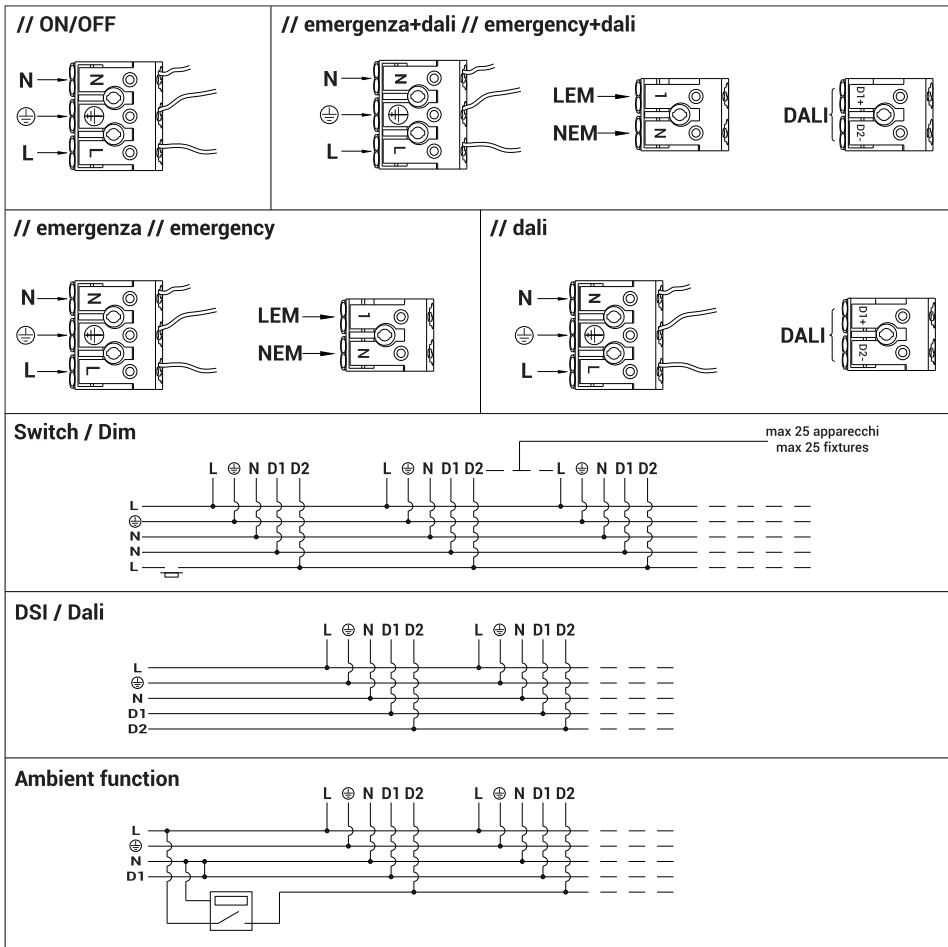 // ON/OFF
N
⏚
L
N
L
// emergenza+dali // emergency+dali
N
⏚
L
N
L
LEM
NEM
1
N
DALI
D1+
D2-
// emergenza // emergency
N
⏚
L
N
L
LEM
NEM
1
N
// dali
N
⏚
L
N
L
DALI
D1+
D2-
Switch / Dim
max 25 apparecchi
max 25 fixtures
L ⏚ N D1 D2 L ⏚ N D1 D2 L ⏚ N D1 D2
L
⏚
N
N
L
DSI / Dali
L ⏚ N D1 D2 L ⏚ N D1 D2
L
⏚
N
D1
D2
Ambient function
L ⏚ N D1 D2 L ⏚ N D1 D2
L
⏚
N
D1